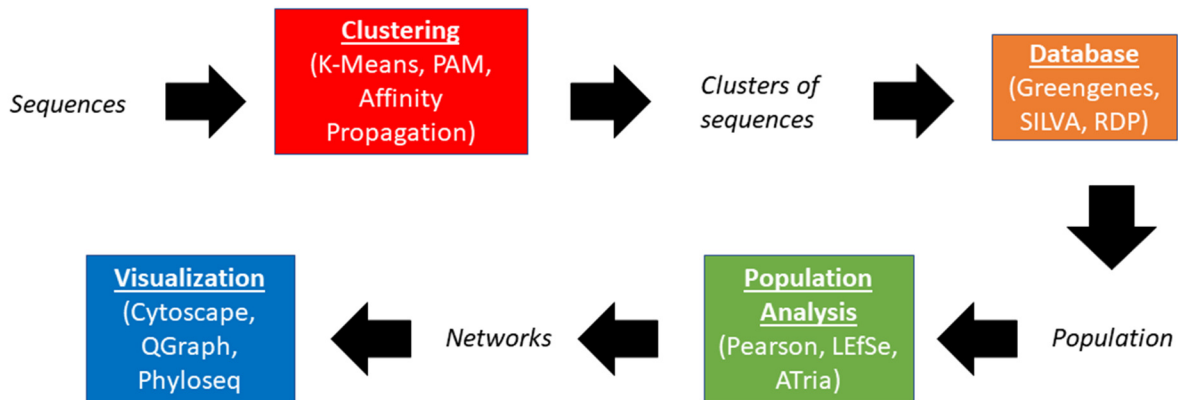 Sequences
Clustering
(K-Means, PAM,
Affinity
Propagation)
Clusters of
sequences
Database
(Greengenes,
SILVA, RDP)
Population
Population
Analysis
(Pearson, LEfSe,
ATria)
Networks
Visualization
(Cytoscape,
QGraph,
Phyloseq